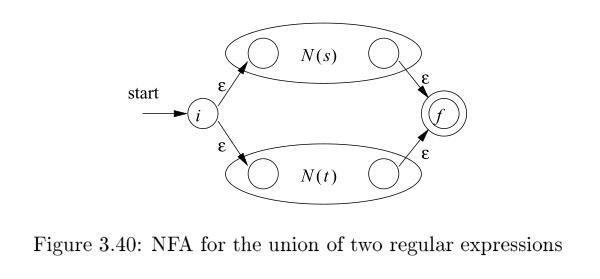 N(s)
ε
ε
start
i
f
ε
ε
N(t)
Figure 3.40: NFA for the union of two regular expressions